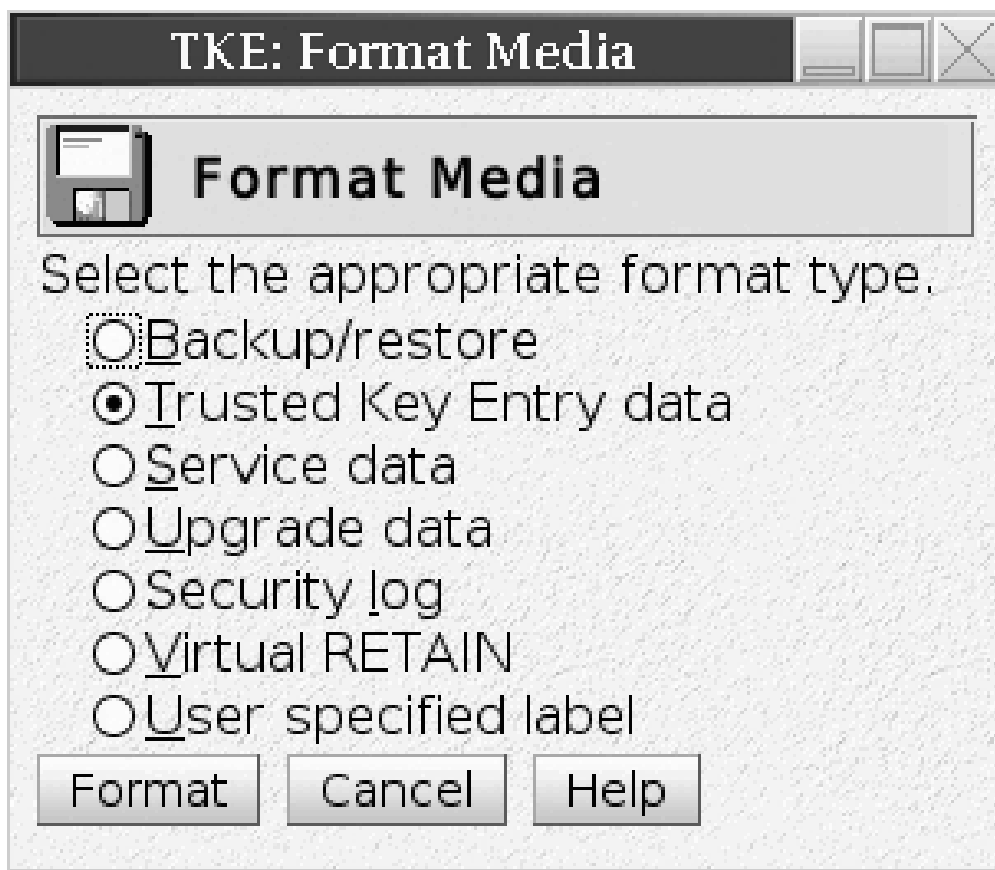 TKE: Format Media
Format Media
Select the appropriate format type.
Backup/restore
Trusted Key Entry data
Service data
Upgrade data
Security log
Virtual RETAIN
User specified label
Format Cancel Help